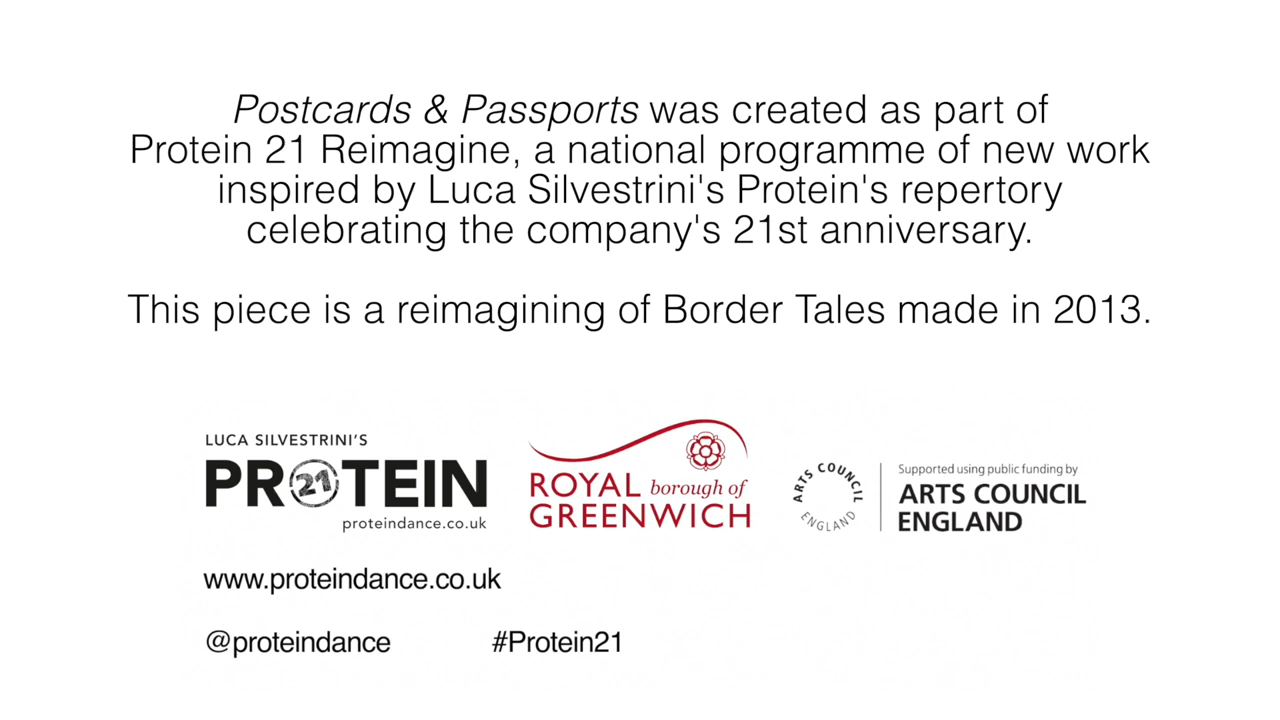 Postcards & Passports was created as part of
Protein 21 Reimagine, a national programme of new work
inspired by Luca Silvestrini's Protein's repertory
celebrating the company's 21st anniversary.
This piece is a reimagining of Border Tales made in 2013.
LUCA SILVESTRINI'S
PR21TEIN
proteindance.co.uk
ROYAL borough of
GREENWICH
ARTS COUNCIL
ENGLAND
Supported using public funding by
ARTS COUNCIL
ENGLAND
www.proteindance.co.uk
@proteindance #Protein21